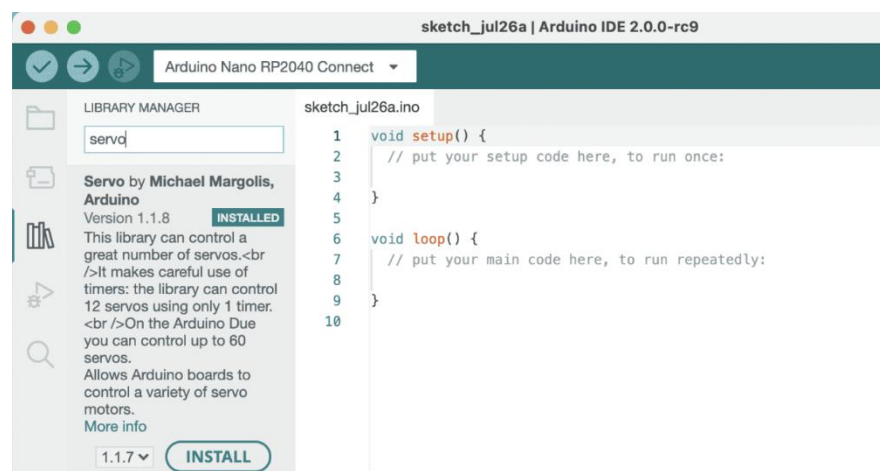 sketch_jul26a | Arduino IDE 2.0.0-rc9
Arduino Nano RP2040 Connect
LIBRARY MANAGER
servo
Servo by Michael Margolis,
Arduino
Version 1.1.8 INSTALLED
This library can control a
great number of servos.<br
/>It makes careful use of
timers: the library can control
12 servos using only 1 timer.
<br />On the Arduino Due
you can control up to 60
servos.
Allows Arduino boards to
control a variety of servo
motors.
More info
1.1.7 INSTALL
sketch_jul26a.ino
1 void setup() {
2 // put your setup code here, to run once:
3
4 }
5
6 void loop() {
7 // put your main code here, to run repeatedly:
8
9 }
10